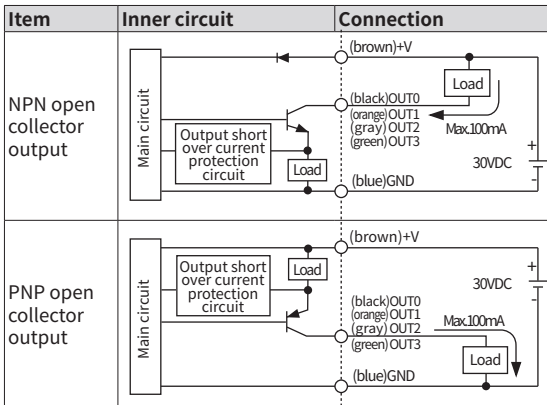 Item Inner circuit Connection
NPN open
collector
output
Main circuit
Output short
over current
protection
circuit
Load
(brown)+V
(black)OUT0
(orange)OUT1
(gray)OUT2
(green)OUT3
(blue)GND
Load
Max.100mA
30VDC
+
-
PNP open
collector
output
Main circuit
Output short
over current
protection
circuit
Load
(brown)+V
(black)OUT0
(orange)OUT1
(gray)OUT2
(green)OUT3
(blue)GND
Max.100mA
Load
30VDC
+
-